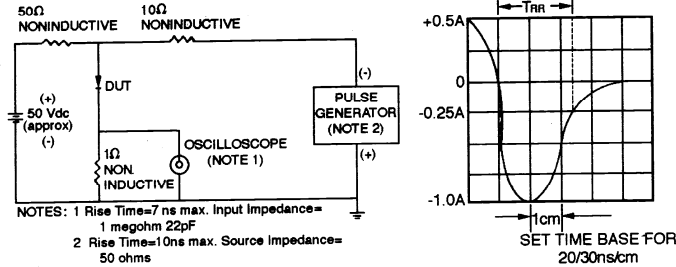 50Ω
NONINDUCTIVE
10Ω
NONINDUCTIVE
DUT
(+)
50 Vdc
(approx)
(-)
1Ω
NON.
INDUCTIVE
OSCILLOSCOPE
(NOTE 1)
(-)
PULSE
GENERATOR
(NOTE 2)
(+)
NOTES: 1 Rise Time=7 ns max. Input Impedance=
1 megohm 22pF
2 Rise Time=10ns max. Source Impedance=
50 ohms
TRR
+0.5A
0
-0.25A
-1.0A
1cm
SET TIME BASE FOR
20/30ns/cm